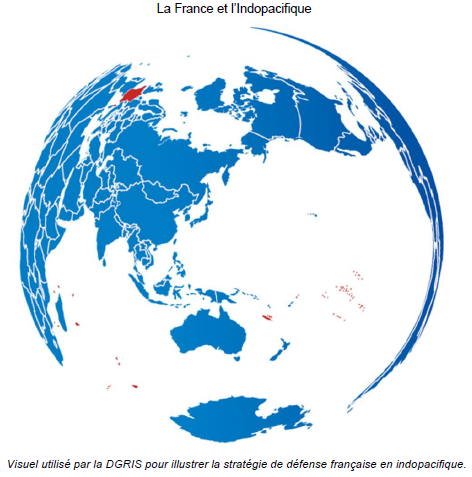 La France et l’Indopacifique
Visuel utilisé par la DGRIS pour illustrer la stratégie de défense française en indopacifique.